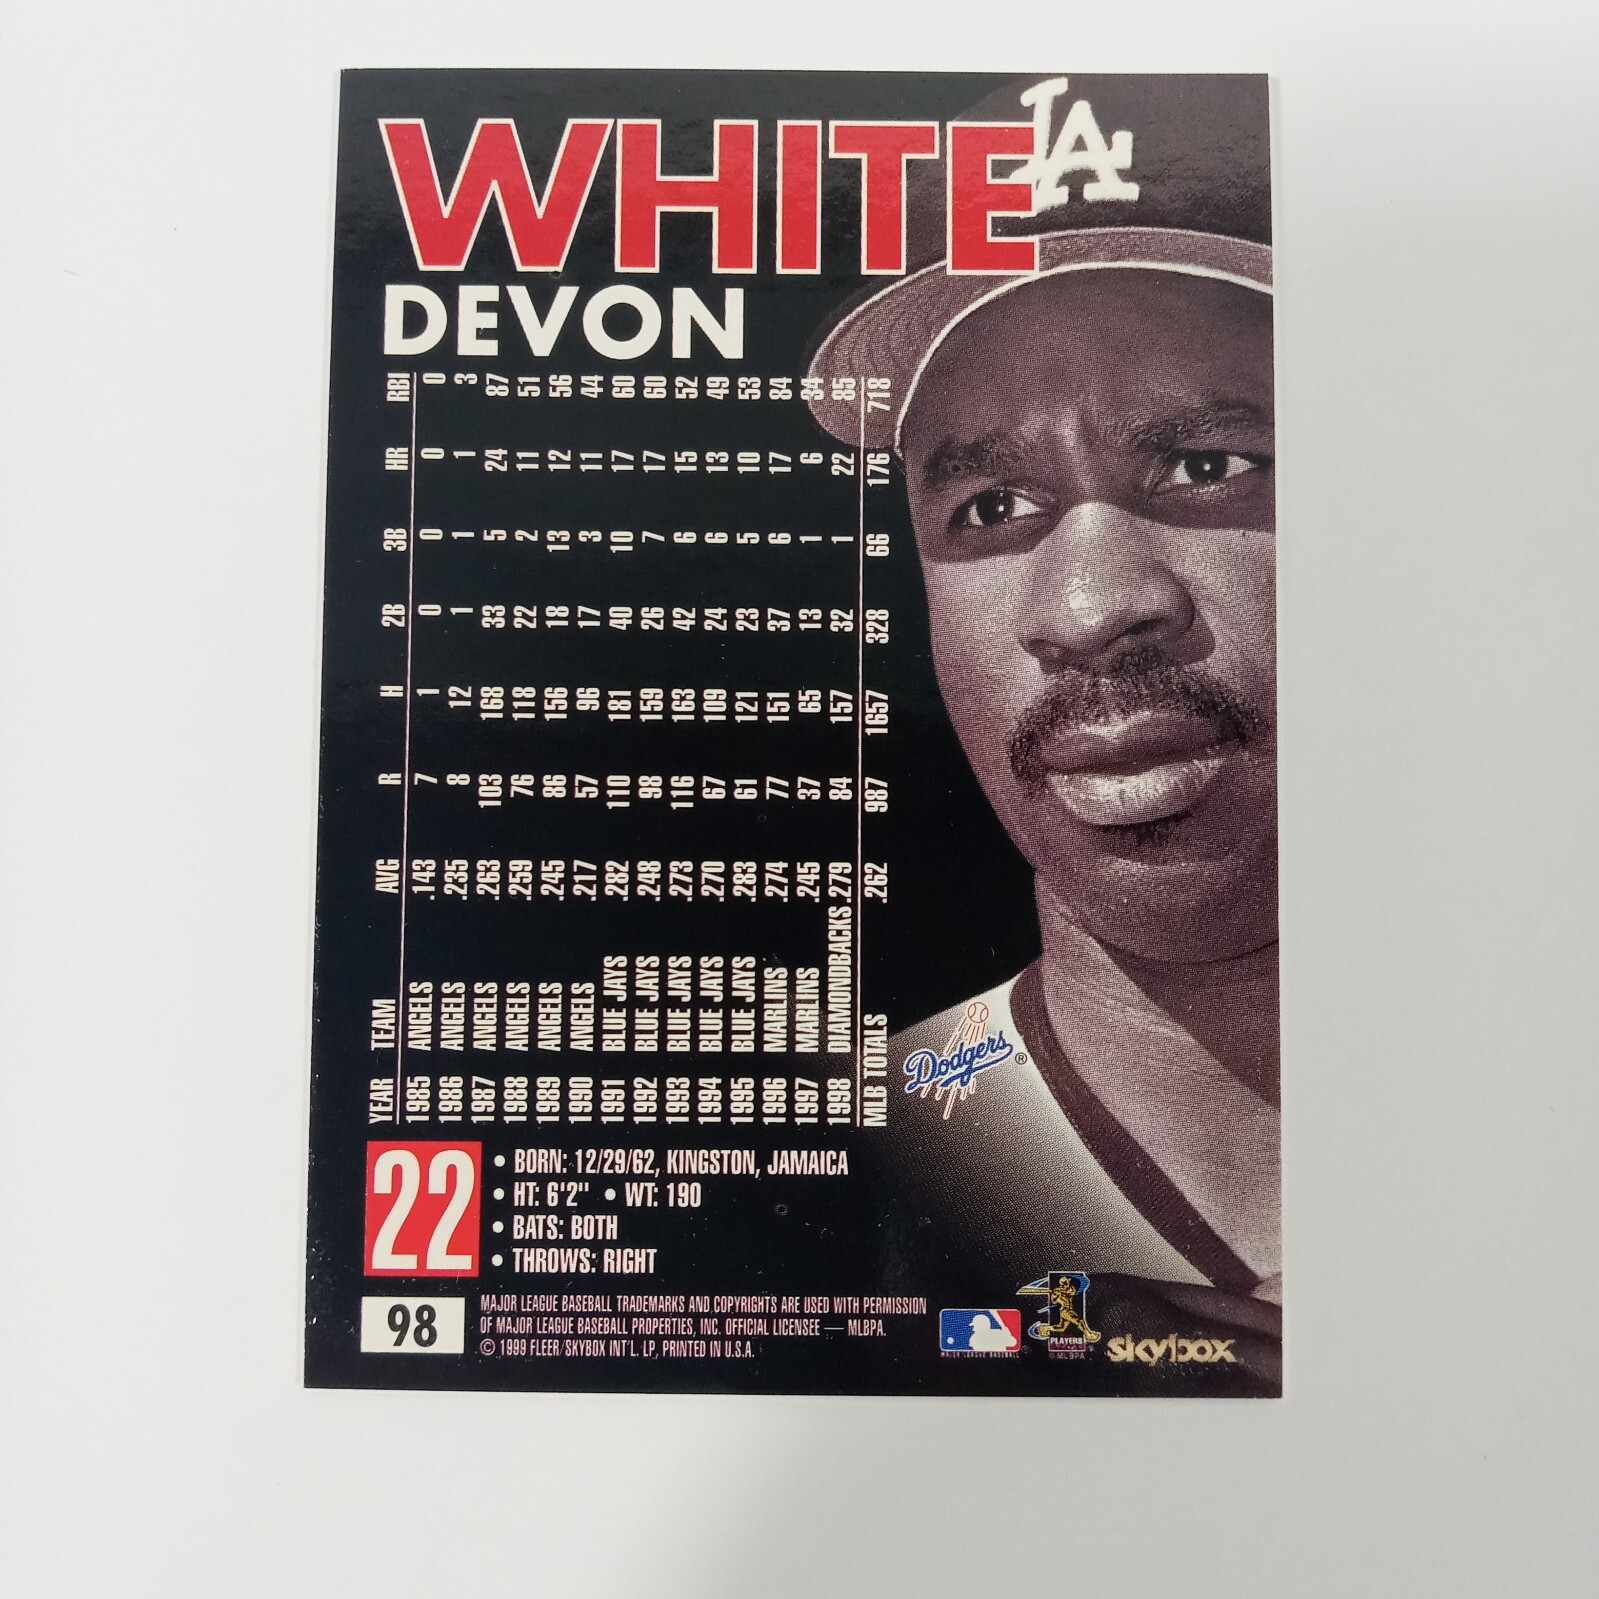 WHITE
LA
DEVON
YEAR TEAM AVG R H 2B 3B HR RBI
1985 ANGELS .143 7 1 0 0 0 0
1986 ANGELS .235 8 12 1 1 1 3
1987 ANGELS .263 103 168 33 5 24 87
1988 ANGELS .259 76 118 22 2 11 51
1989 ANGELS .245 86 156 18 13 12 56
1990 ANGELS .217 57 96 17 3 11 44
1991 BLUE JAYS .282 110 181 40 10 17 60
1992 BLUE JAYS .248 98 159 26 7 17 60
1993 BLUE JAYS .273 116 163 42 6 15 52
1994 BLUE JAYS .270 67 109 24 6 13 49
1995 BLUE JAYS .283 61 121 23 5 10 53
1996 MARLINS .274 77 151 37 6 17 84
1997 MARLINS .245 37 65 13 1 6 34
1998 DIAMONDBACKS .279 84 157 32 1 22 85
MLB TOTALS .262 987 1657 328 66 176 718
Dodgers ®
22
• BORN: 12/29/62, KINGSTON, JAMAICA
• HT: 6'2" • WT: 190
• BATS: BOTH
• THROWS: RIGHT
98
MAJOR LEAGUE BASEBALL TRADEMARKS AND COPYRIGHTS ARE USED WITH PERMISSION
OF MAJOR LEAGUE BASEBALL PROPERTIES, INC. OFFICIAL LICENSEE — MLBPA.
© 1999 FLEER/SKYBOX INT'L. LP, PRINTED IN U.S.A.
MAJOR LEAGUE BASEBALL
PLAYERS
© MLBPA
skybox